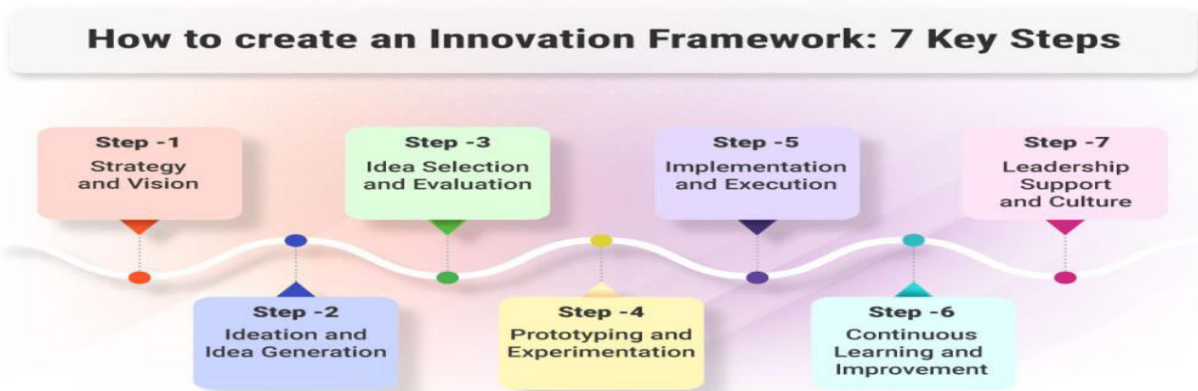 How to create an Innovation Framework: 7 Key Steps
Step -1
Strategy
and Vision
Step -2
Ideation and
Idea Generation
Step -3
Idea Selection
and Evaluation
Step -4
Prototyping and
Experimentation
Step -5
Implementation
and Execution
Step -6
Continuous
Learning and
Improvement
Step -7
Leadership
Support
and Culture